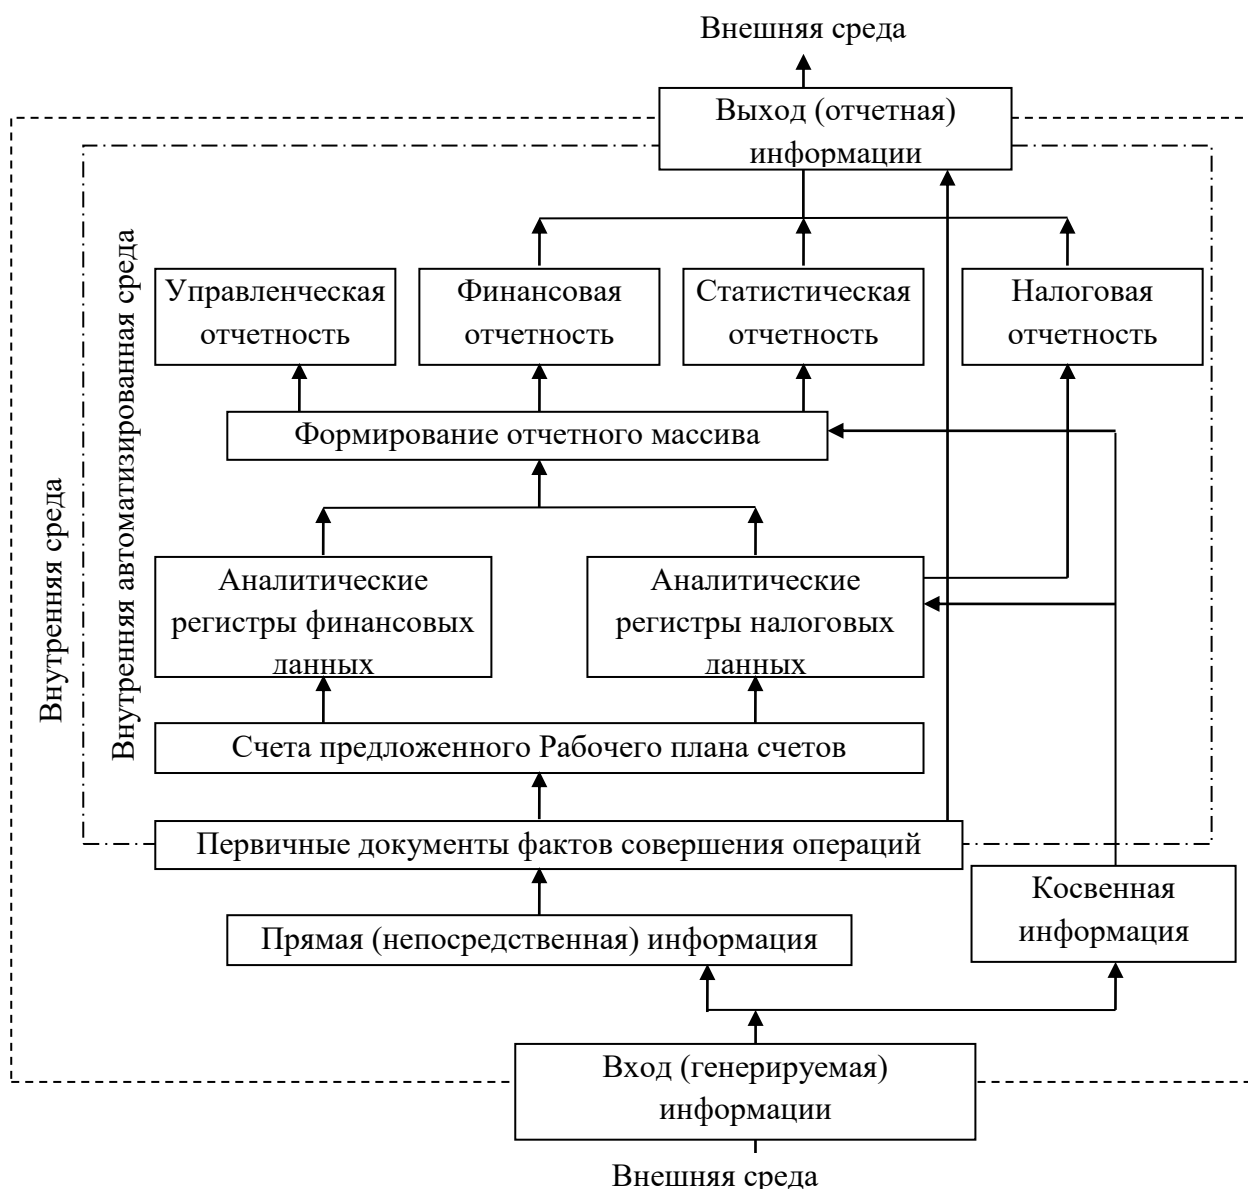 Внешняя среда
Выход (отчетная)
информации
Управленческая
отчетность
Финансовая
отчетность
Статистическая
отчетность
Налоговая
отчетность
Формирование отчетного массива
Аналитические
регистры финансовых
данных
Аналитические
регистры налоговых
данных
Внутренняя среда
Внутренняя автоматизированная среда
Счета предложенного Рабочего плана счетов
Первичные документы фактов совершения операций
Косвенная
информация
Прямая (непосредственная) информация
Вход (генерируемая)
информации
Внешняя среда